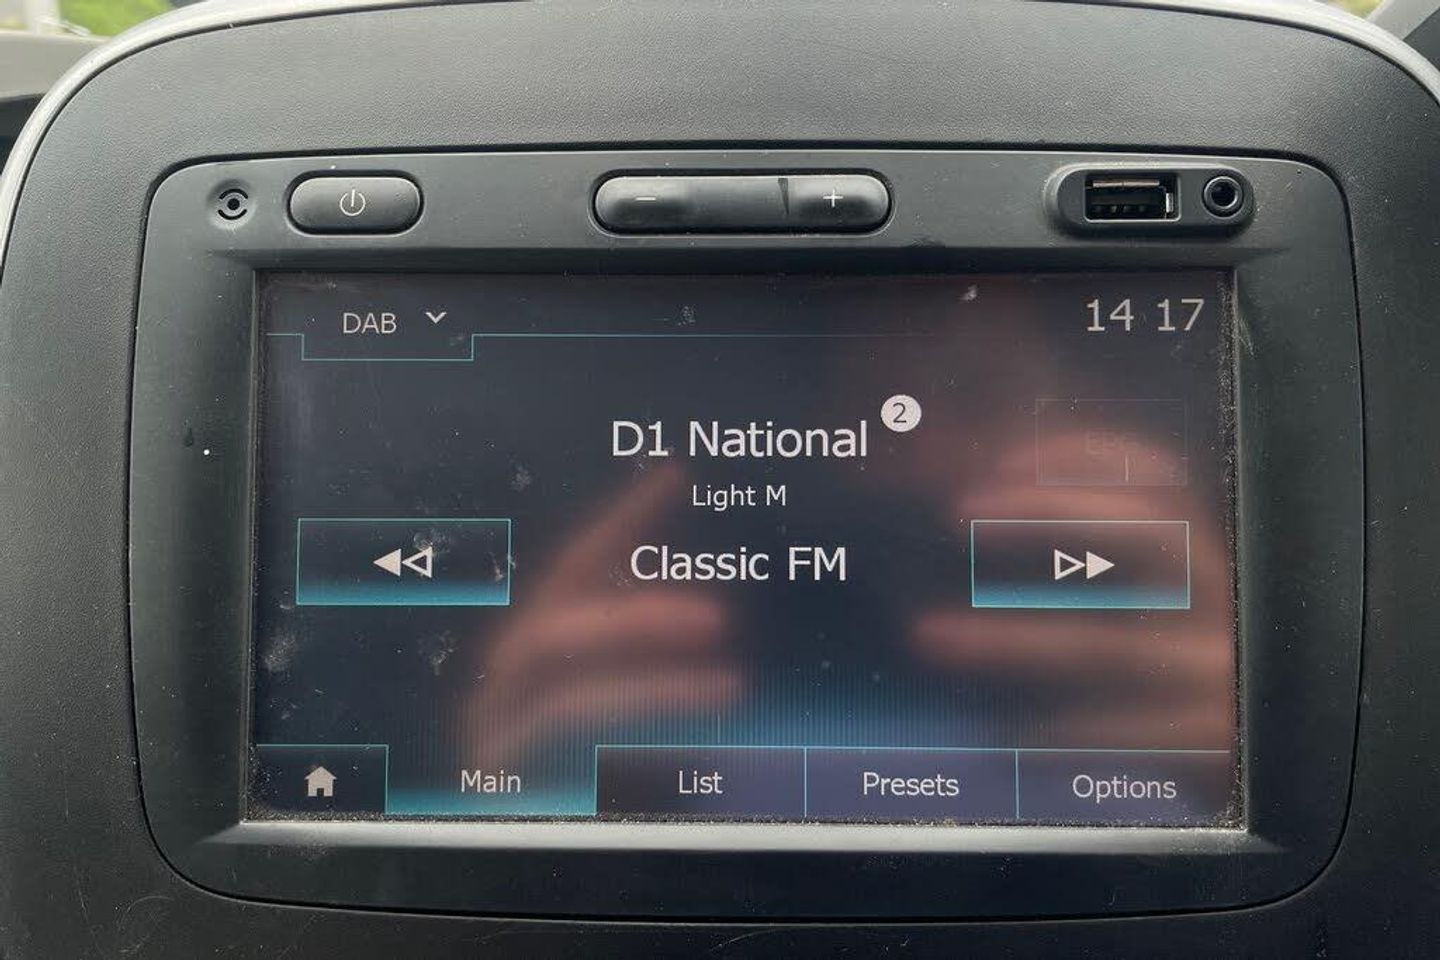 DAB
14 17
D1 National 2
Light M
Classic FM
Main
List
Presets
Options